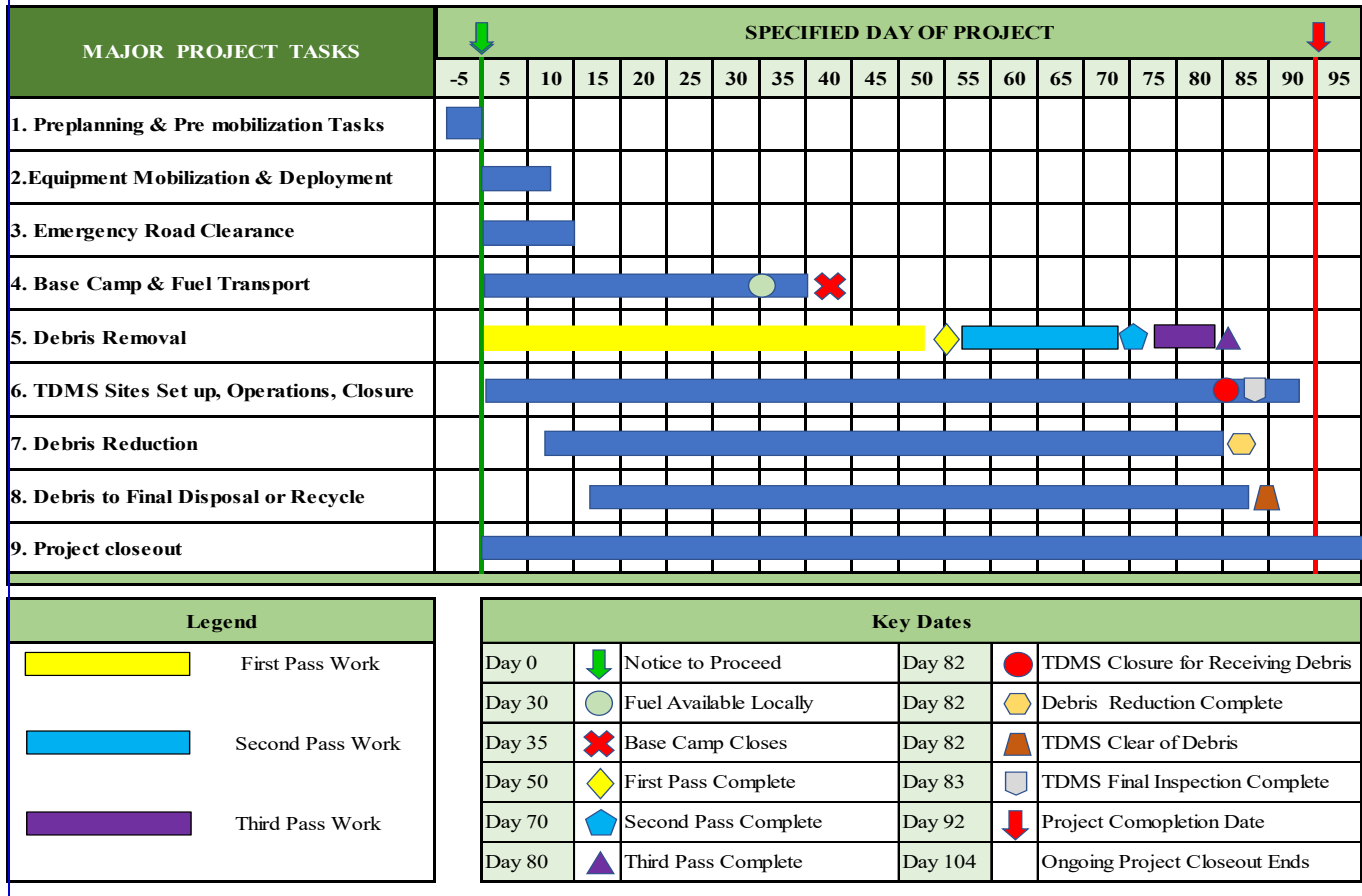 MAJOR PROJECT TASKS
SPECIFIED DAY OF PROJECT
-5 5 10 15 20 25 30 35 40 45 50 55 60 65 70 75 80 85 90 95
1. Preplanning & Pre mobilization Tasks
2.Equipment Mobilization & Deployment
3. Emergency Road Clearance
4. Base Camp & Fuel Transport
5. Debris Removal
6. TDMS Sites Set up, Operations, Closure
7. Debris Reduction
8. Debris to Final Disposal or Recycle
9. Project closeout
Legend
First Pass Work
Second Pass Work
Third Pass Work
Key Dates
Day 0 Notice to Proceed Day 82 TDMS Closure for Receiving Debris
Day 30 Fuel Available Locally Day 82 Debris Reduction Complete
Day 35 Base Camp Closes Day 82 TDMS Clear of Debris
Day 50 First Pass Complete Day 83 TDMS Final Inspection Complete
Day 70 Second Pass Complete Day 92 Project Comopletion Date
Day 80 Third Pass Complete Day 104 Ongoing Project Closeout Ends